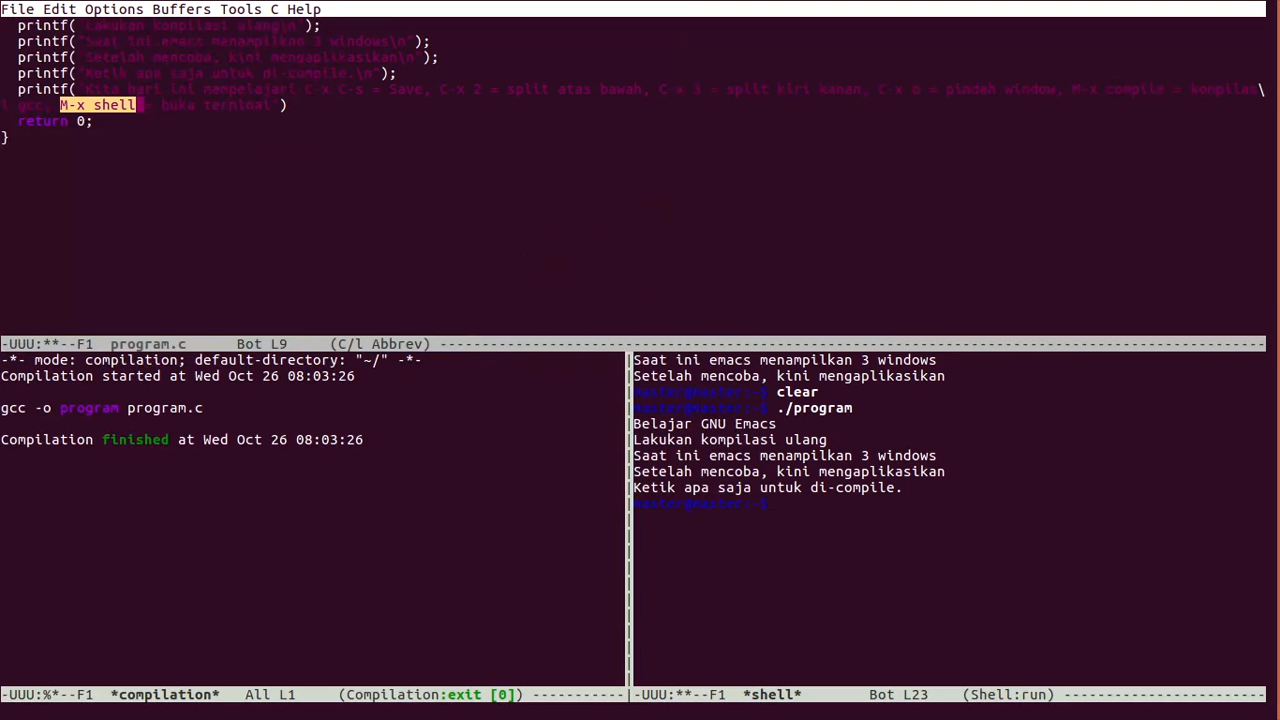 File Edit Options Buffers Tools C Help
printf("Lakukan kompilasi ulang\n");
printf("Saat ini emacs menampilkan 3 windows\n");
printf("Setelah mencoba, kini mengaplikasikan\n");
printf("Ketik apa saja untuk di-compile.\n");
printf("Kita hari ini mempelajari C-x C-s = Save, C-x 2 = split atas bawah, C-x 3 = split kiri kanan, C-x o = pindah window, M-x compile = kompilas\
i gcc, M-x shell = buka terminal")
return 0;
}
-UUU:**--F1 program.c Bot L9 (C/l Abbrev) ----------
-*- mode: compilation; default-directory: "~/" -*-
Compilation started at Wed Oct 26 08:03:26
gcc -o program program.c
Compilation finished at Wed Oct 26 08:03:26
-UUU:%*--F1 *compilation* All L1 (Compilation:exit [0]) -----------
Saat ini emacs menampilkan 3 windows
Setelah mencoba, kini mengaplikasikan
master@master:~$ clear
master@master:~$ ./program
Belajar GNU Emacs
Lakukan kompilasi ulang
Saat ini emacs menampilkan 3 windows
Setelah mencoba, kini mengaplikasikan
Ketik apa saja untuk di-compile.
master@master:~$
-UUU:**--F1 *shell* Bot L23 (Shell:run) ----------